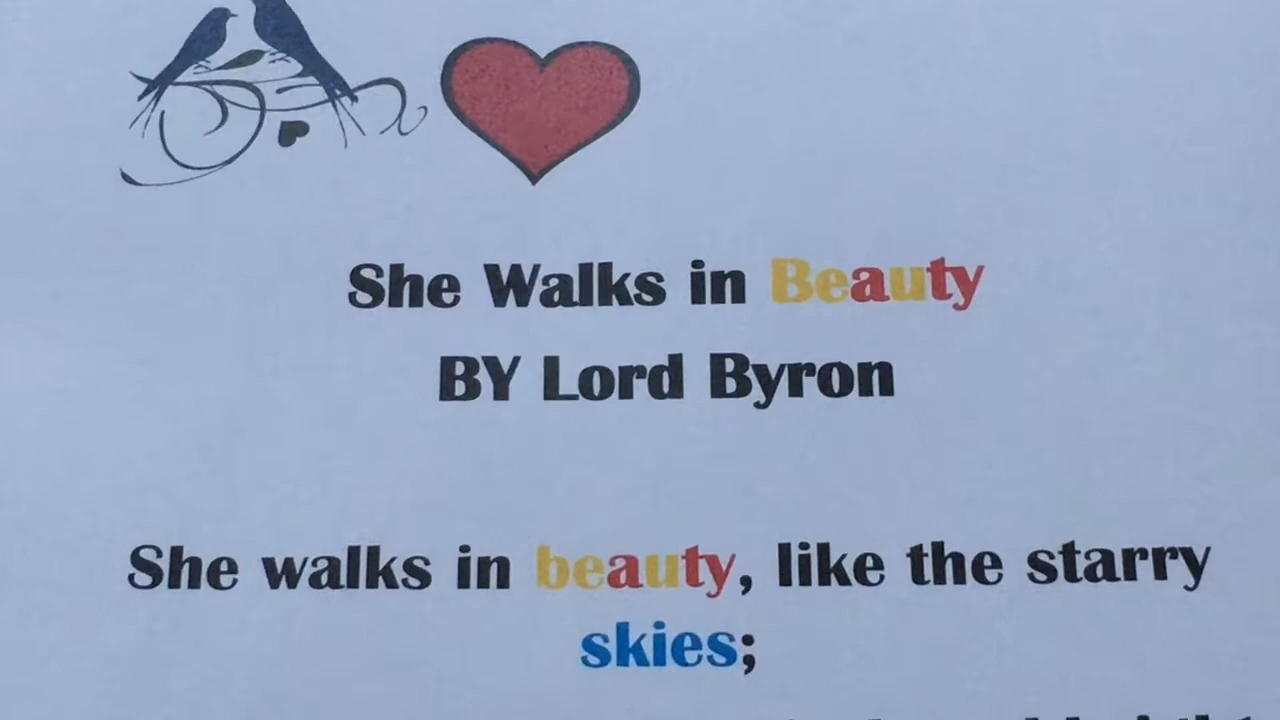 She Walks in Beauty
BY Lord Byron
She walks in beauty, like the starry
skies;